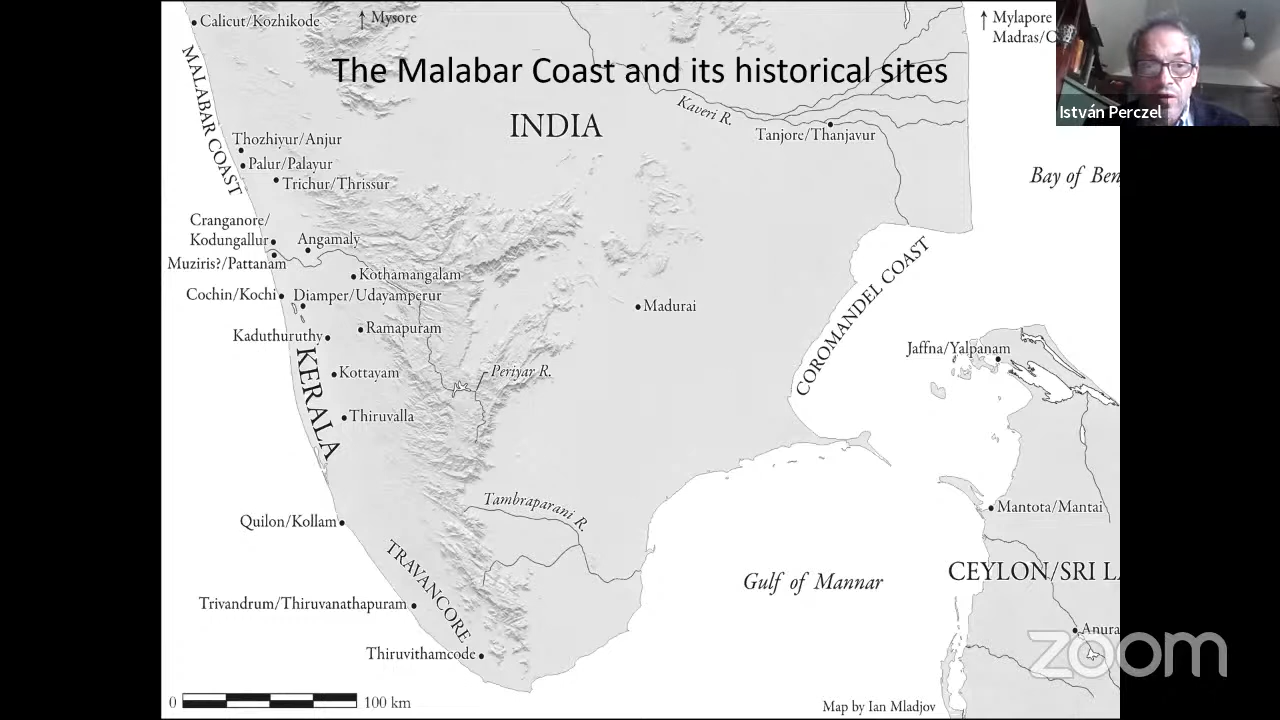 Calicut/Kozhikode
Mysore
Mylapore
Madras/C
The Malabar Coast and its historical sites
István Perczel
MALABAR COAST
INDIA
Kaveri R.
Tanjore/Thanjavur
Thozhiyur/Anjur
Palur/Palayur
Trichur/Thrissur
Bay of Ben
Cranganore/
Kodungallur
Angamaly
Muziris?/Pattanam
Kothamangalam
Cochin/Kochi
Diamper/Udayamperur
Madurai
COROMANDEL COAST
Kaduthuruthy
Ramapuram
Jaffna/Yalpanam
KERALA
Kottayam
Periyar R.
Thiruvalla
Tambraparani R.
Mantota/Mantai
Quilon/Kollam
TRAVANCORE
Gulf of Mannar
CEYLON/SRI L
Trivandrum/Thiruvanathapuram
Anura
Thiruvithamcode
zoom
0
100 km
Map by Ian Mladjov